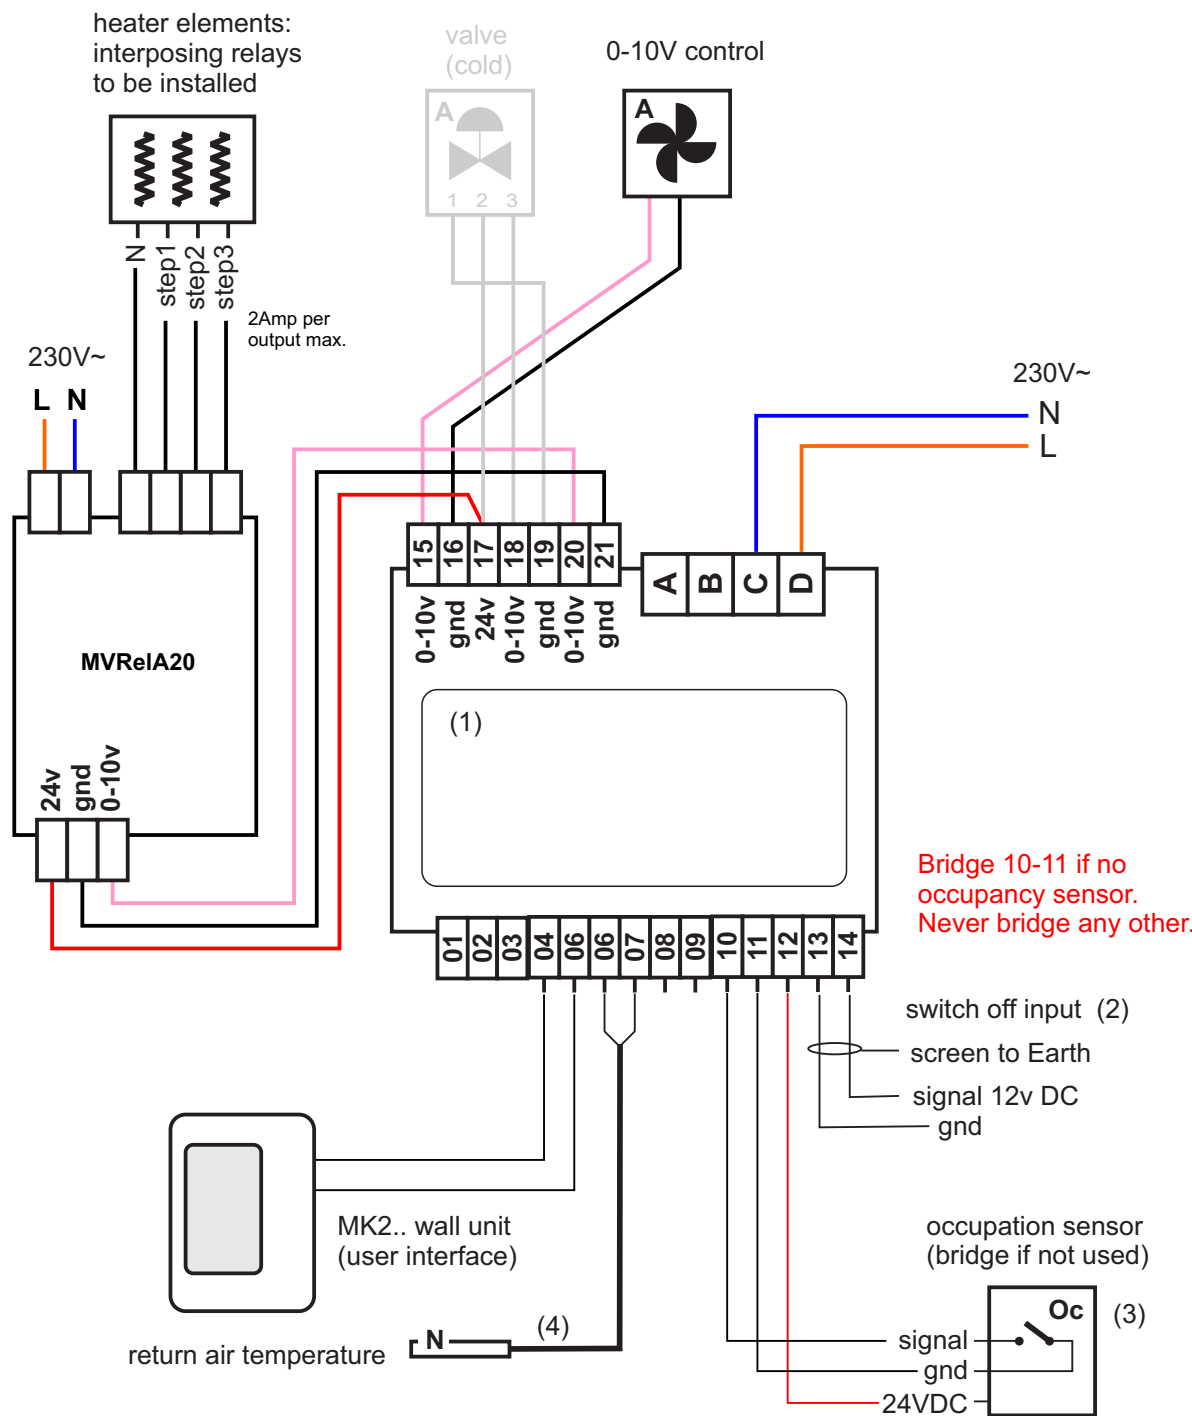 heater elements:
interposing relays
to be installed
valve
(cold)
0-10V control
A
A
1 2 3
N
step1
step2
step3
2Amp per
output max.
230V~
L N
230V~
N
L
15 16 17 18 19 20 21
A B C D
0-10v gnd 24v 0-10v gnd 0-10v gnd
MVRelA20
(1)
24v gnd 0-10v
Bridge 10-11 if no
occupancy sensor.
Never bridge any other.
01 02 03 04 06 06 07 08 09 10 11 12 13 14
switch off input (2)
screen to Earth
signal 12v DC
gnd
MK2.. wall unit
(user interface)
occupation sensor
(bridge if not used)
Oc
(3)
(4)
N
return air temperature
signal
gnd
24VDC